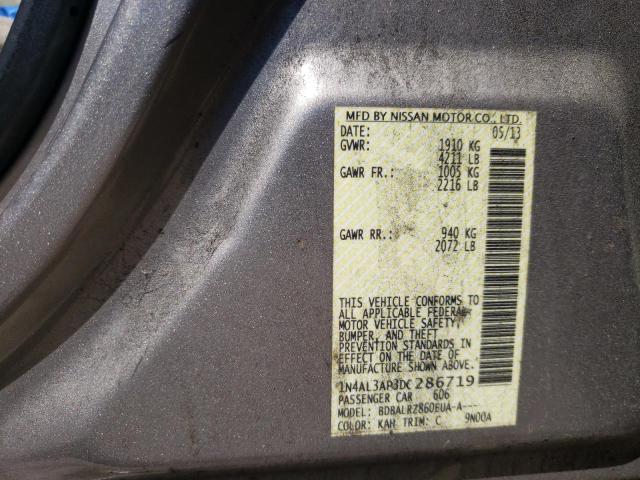 MFD BY NISSAN MOTOR CO., LTD.
DATE: 05/13
GVWR: 1910 KG
4211 LB
GAWR FR.: 1005 KG
2216 LB
GAWR RR.: 940 KG
2072 LB
THIS VEHICLE CONFORMS TO
ALL APPLICABLE FEDERAL
MOTOR VEHICLE SAFETY,
BUMPER, AND THEFT
PREVENTION STANDARDS IN
EFFECT ON THE DATE OF
MANUFACTURE SHOWN ABOVE.
1N4AL3AP3DC286719
PASSENGER CAR 606
MODEL: BDBALRZ860EUA-A---
COLOR: KAH TRIM: C 9N00A